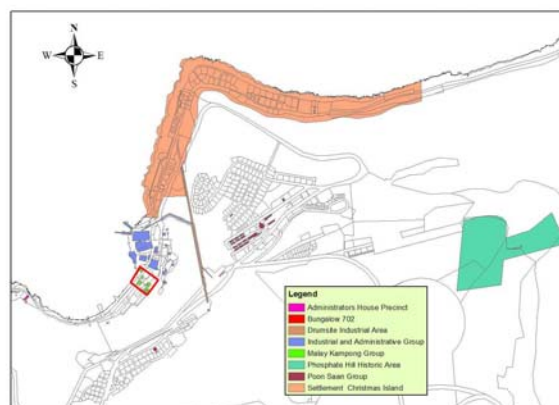 N
W E
S
Legend
Administrators House Precinct
Bungalow 702
Drumsite Industrial Area
Industrial and Administrative Group
Malay Kampong Group
Phosphate Hill Historic Area
Poon Saan Group
Settlement Christmas Island